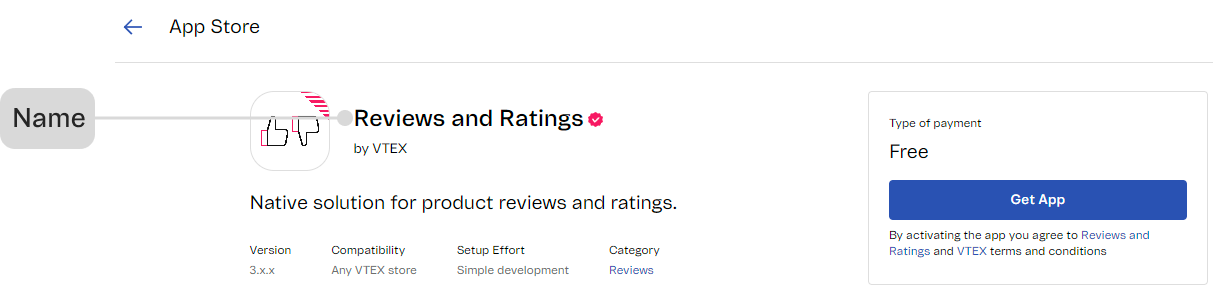 App Store
Name
Reviews and Ratings
by VTEX
Native solution for product reviews and ratings.
Version Compatibility Setup Effort Category
3.x.x Any VTEX store Simple development Reviews
Type of payment
Free
Get App
By activating the app you agree to Reviews and
Ratings and VTEX terms and conditions